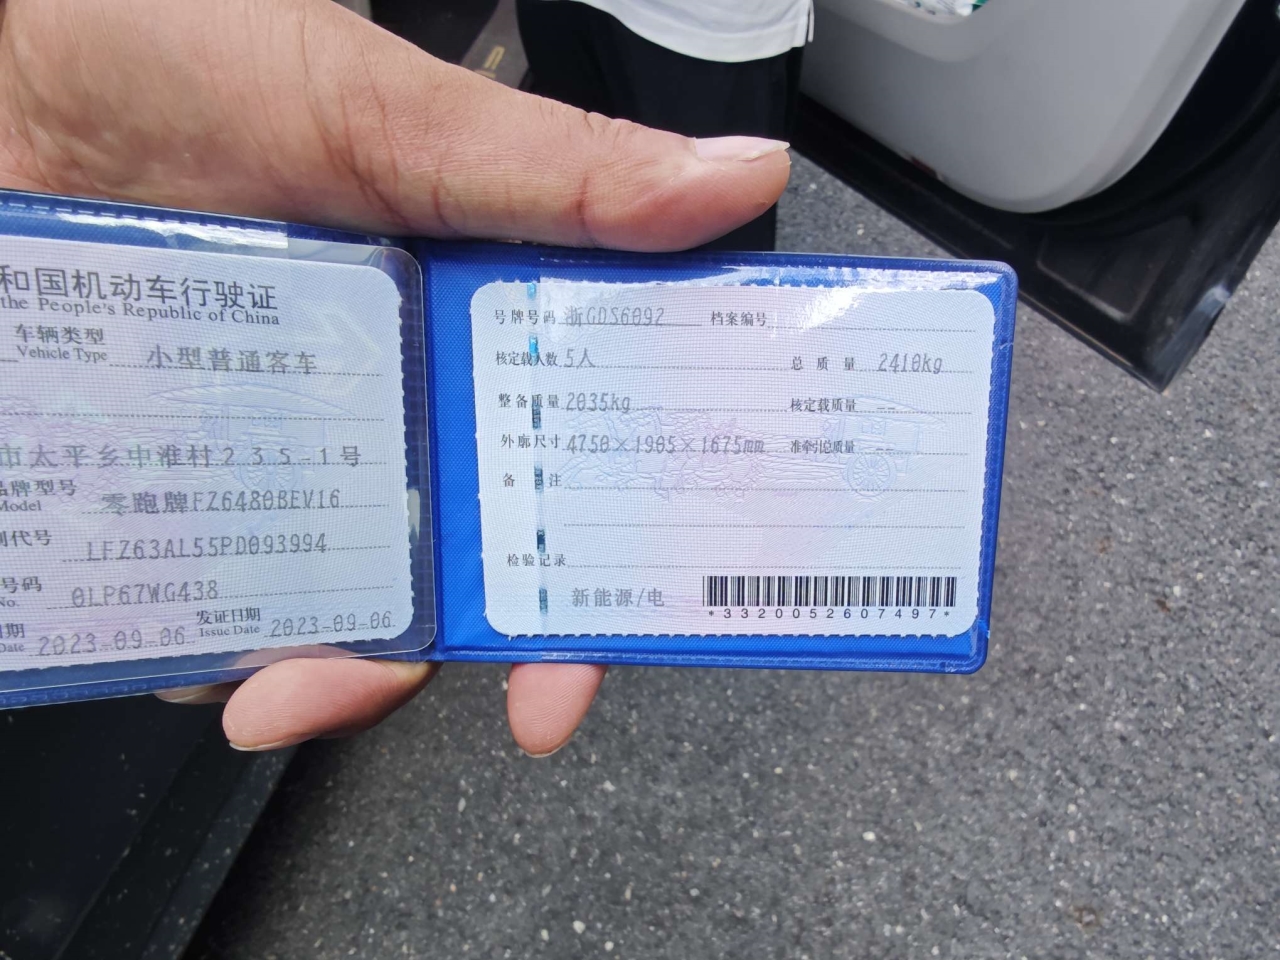 和国机动车行驶证
the People's Republic of China
车辆类型
Vehicle Type
小型普通客车
市太平乡中淮村235-1号
品牌型号
Model
零跑牌FZ6480BEV16
别代号
LFZ63AL55PD093994
号码
No.
0LP67WG438
日期
Date
2023-09-06
发证日期
Issue Date
2023-09-06
号牌号码 浙GDS6092 档案编号
核定载人数 5人 总质量 2410kg
整备质量 2035kg 核定载质量 --
外廓尺寸 4750×1905×1675mm 准牵引总质量 --
备注
检验记录
新能源/电
*3320052607497*